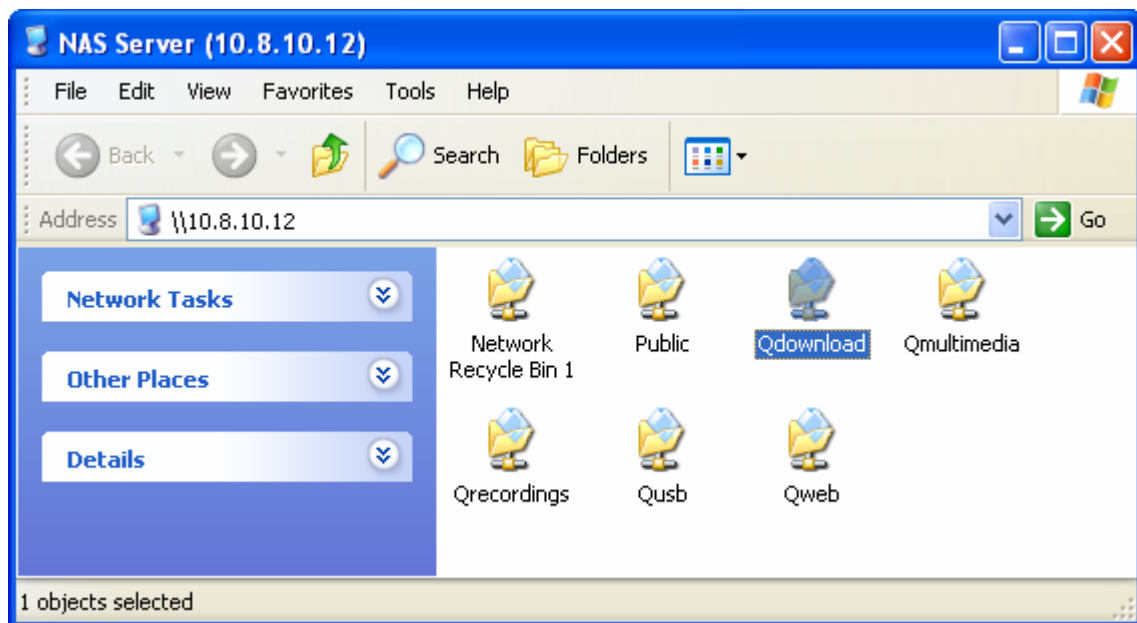 NAS Server (10.8.10.12)
File Edit View Favorites Tools Help
Back Search Folders
Address \\10.8.10.12 Go
Network Tasks
Other Places
Details
Network
Recycle Bin 1
Public
Qdownload
Qmultimedia
Qrecordings
Qusb
Qweb
1 objects selected